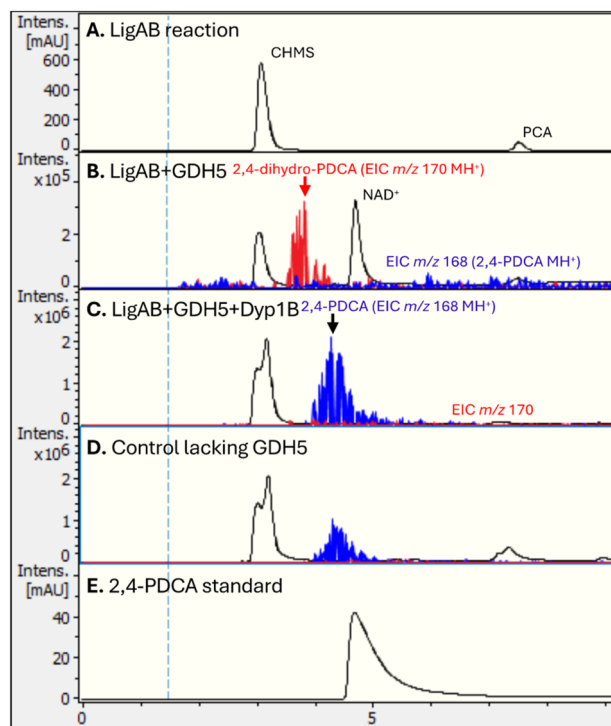 Intens.
[mAU]
A. LigAB reaction
CHMS
600
400
200
0
PCA
Intens.
x10⁵
B. LigAB+GDH5
2,4-dihydro-PDCA (EIC m/z 170 MH⁺)
NAD⁺
2
EIC m/z 168 (2,4-PDCA MH⁺)
0
Intens.
x10⁶
C. LigAB+GDH5+Dyp1B
2,4-PDCA (EIC m/z 168 MH⁺)
2
1
EIC m/z 170
0
Intens.
x10⁶
D. Control lacking GDH5
2
1
0
Intens.
[mAU]
E. 2,4-PDCA standard
40
20
0
0 5